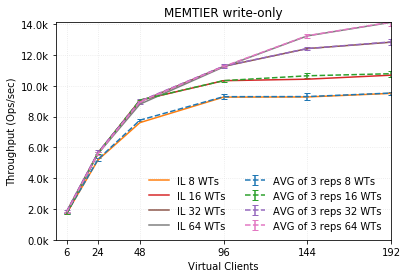 MEMTIER write-only
Throughput (Ops/sec)
14.0k
12.0k
10.0k
8.0k
6.0k
4.0k
2.0k
0.0k
IL 8 WTs
IL 16 WTs
IL 32 WTs
IL 64 WTs
AVG of 3 reps 8 WTs
AVG of 3 reps 16 WTs
AVG of 3 reps 32 WTs
AVG of 3 reps 64 WTs
6 24 48 96 144 192
Virtual Clients